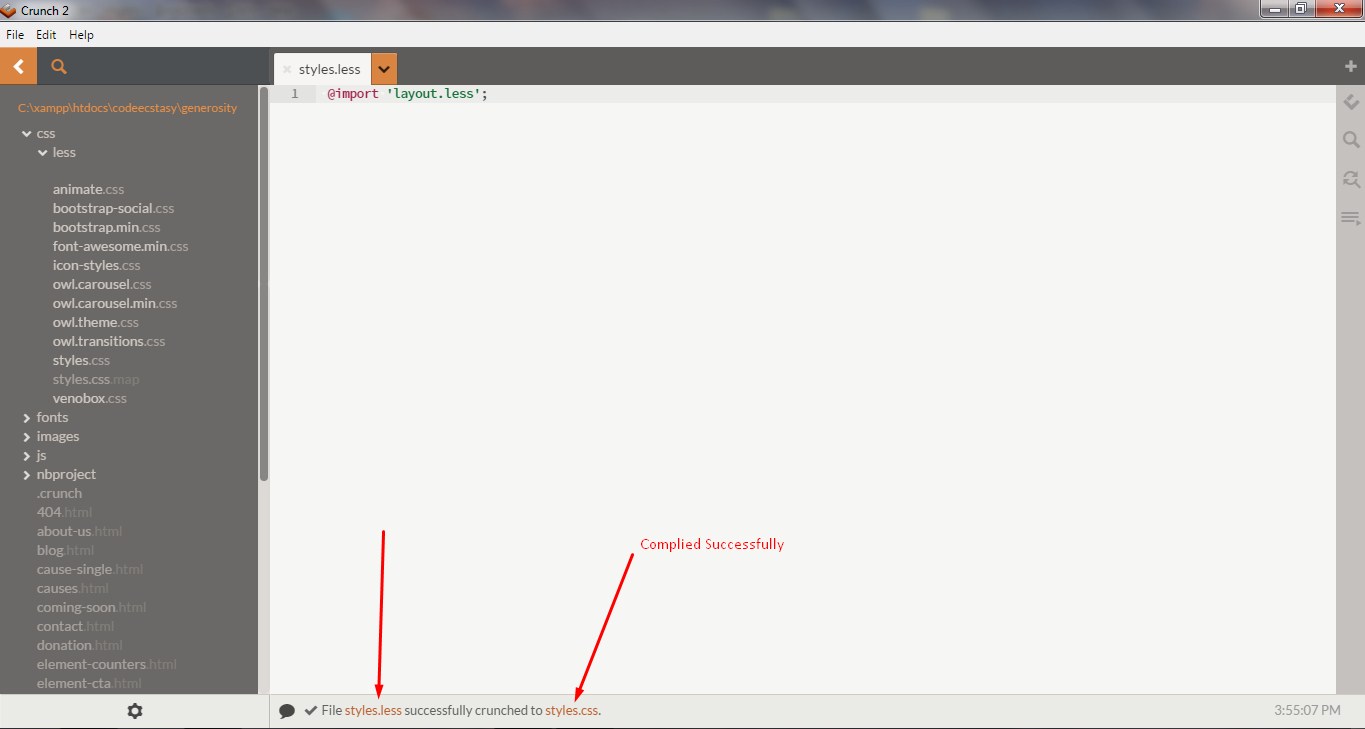 Crunch 2
File Edit Help
styles.less
C:\xampp\htdocs\codeecstasy\generosity
css
less
animate.css
bootstrap-social.css
bootstrap.min.css
font-awesome.min.css
icon-styles.css
owl.carousel.css
owl.carousel.min.css
owl.theme.css
owl.transitions.css
styles.css
styles.css.map
venobox.css
fonts
images
js
nbproject
.crunch
404.html
about-us.html
blog.html
cause-single.html
causes.html
coming-soon.html
contact.html
donation.html
element-counters.html
element-cta.html
1 @import 'layout.less';
Complied Successfully
File styles.less successfully crunched to styles.css.
3:55:07 PM